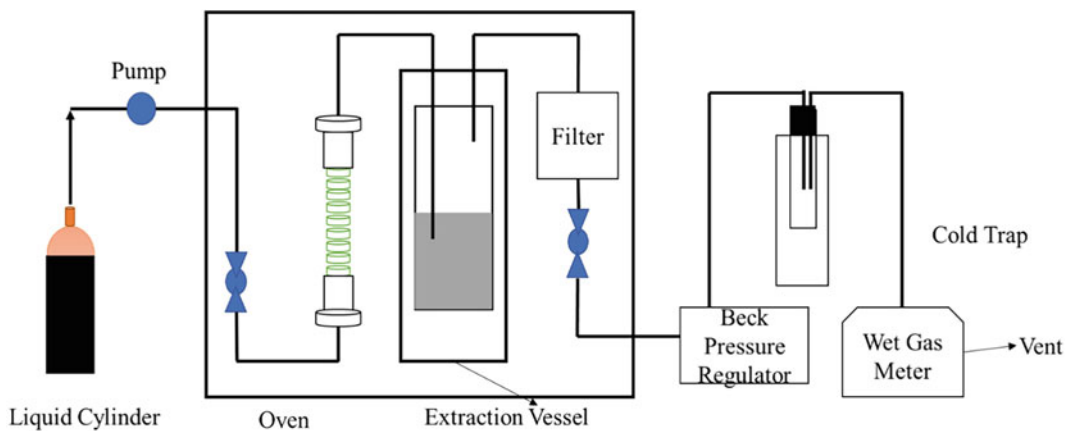 Pump
Filter
Cold Trap
Beck
Pressure
Regulator
Wet Gas
Meter
Vent
Liquid Cylinder
Oven
Extraction Vessel